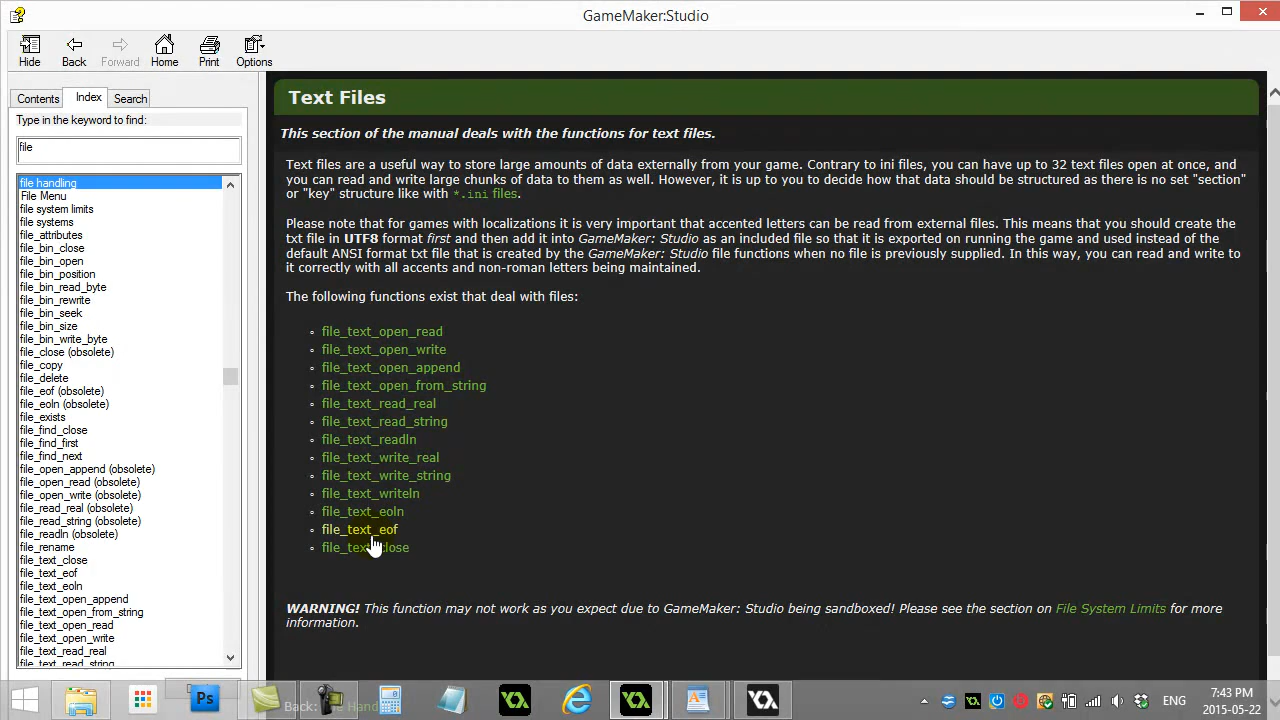 GameMaker:Studio
Hide
Back
Forward
Home
Print
Options
Contents
Index
Search
Type in the keyword to find:
file
file handling
File Menu
file system limits
file systems
file_attributes
file_bin_close
file_bin_open
file_bin_position
file_bin_read_byte
file_bin_rewrite
file_bin_seek
file_bin_size
file_bin_write_byte
file_close (obsolete)
file_copy
file_delete
file_eof (obsolete)
file_eoln (obsolete)
file_exists
file_find_close
file_find_first
file_find_next
file_open_append (obsolete)
file_open_read (obsolete)
file_open_write (obsolete)
file_read_real (obsolete)
file_read_string (obsolete)
file_readln (obsolete)
file_rename
file_text_close
file_text_eof
file_text_eoln
file_text_open_append
file_text_open_from_string
file_text_open_read
file_text_open_write
file_text_read_real
file_text_read_string
Text Files
This section of the manual deals with the functions for text files.
Text files are a useful way to store large amounts of data externally from your game. Contrary to ini files, you can have up to 32 text files open at once, and
you can read and write large chunks of data to them as well. However, it is up to you to decide how that data should be structured as there is no set "section"
or "key" structure like with *.ini files.
Please note that for games with localizations it is very important that accented letters can be read from external files. This means that you should create the
txt file in UTF8 format first and then add it into GameMaker: Studio as an included file so that it is exported on running the game and used instead of the
default ANSI format txt file that is created by the GameMaker: Studio file functions when no file is previously supplied. In this way, you can read and write to
it correctly with all accents and non-roman letters being maintained.
The following functions exist that deal with files:
file_text_open_read
file_text_open_write
file_text_open_append
file_text_open_from_string
file_text_read_real
file_text_read_string
file_text_readln
file_text_write_real
file_text_write_string
file_text_writeln
file_text_eoln
file_text_eof
file_text_close
WARNING! This function may not work as you expect due to GameMaker: Studio being sandboxed! Please see the section on File System Limits for more
information.
Ps
Back: File Hand
ENG
7:43 PM
2015-05-22